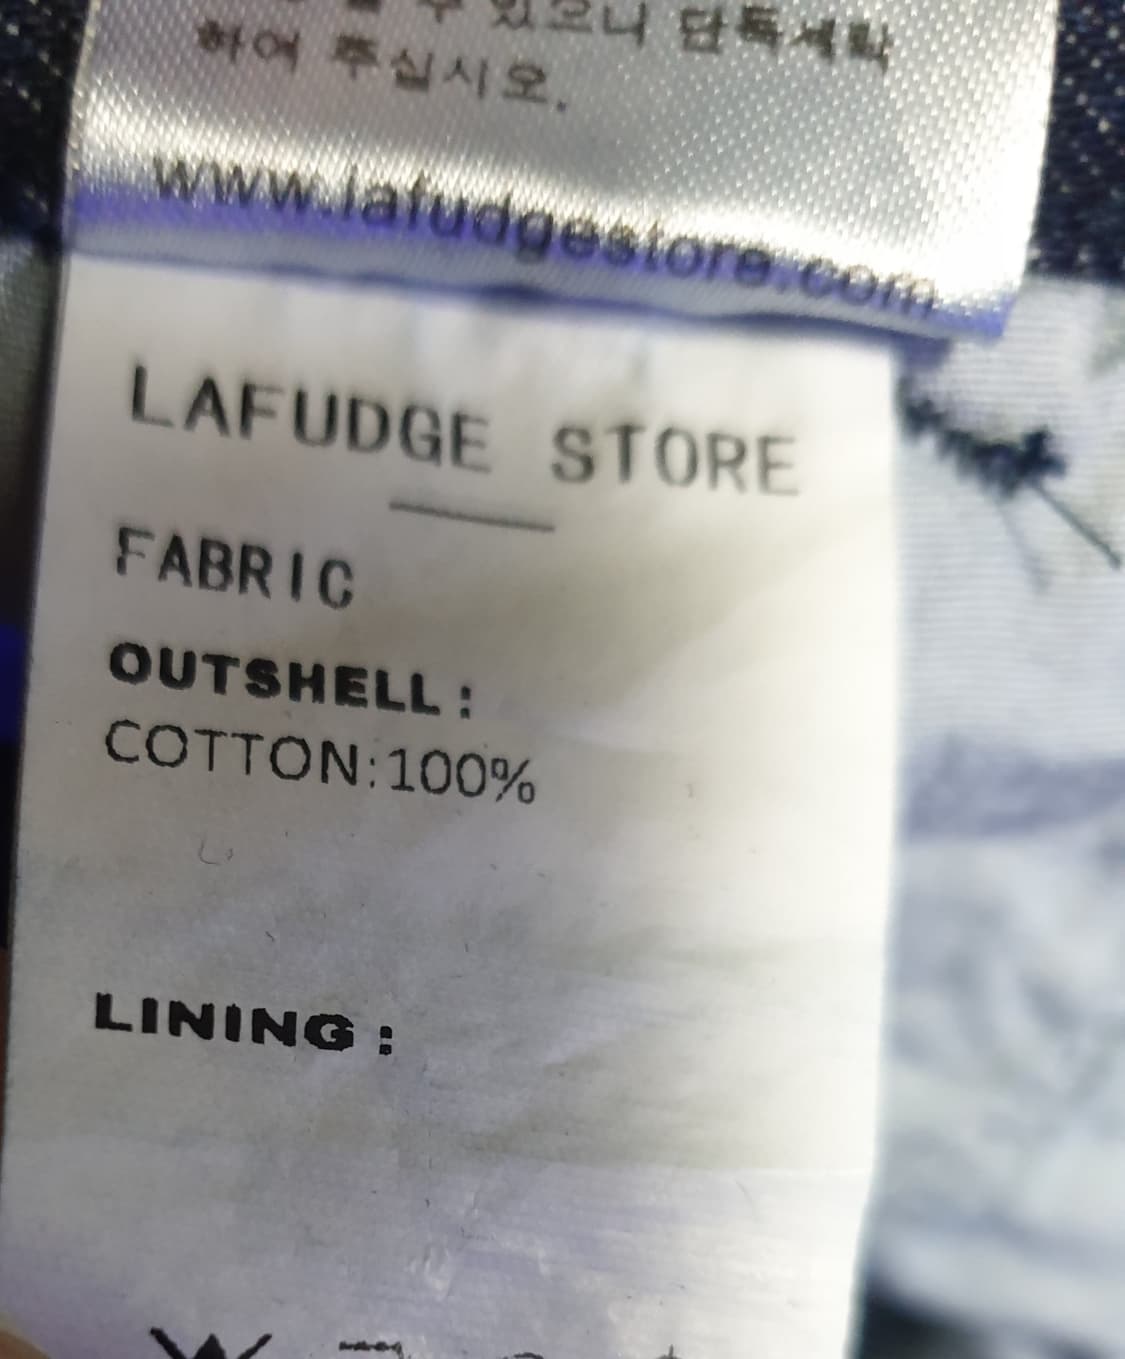 수 있으니 단독세탁
하여 주십시오.
www.lafudgestore.com
LAFUDGE STORE
FABRIC
OUTSHELL:
COTTON:100%
LINING: